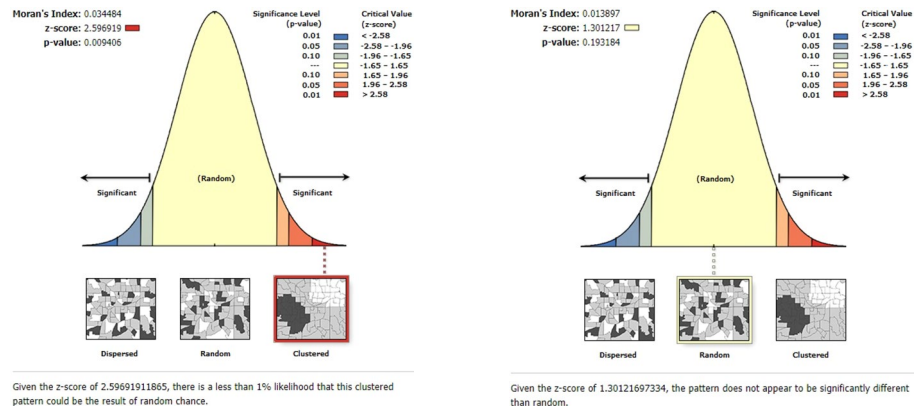 Moran's Index: 0.034484
z-score: 2.596919
p-value: 0.009406
Significance Level
(p-value)
Critical Value
(z-score)
0.01 < -2.58
0.05 -2.58 – -1.96
0.10 -1.96 – -1.65
--- -1.65 – 1.65
0.10 1.65 – 1.96
0.05 1.96 – 2.58
0.01 > 2.58
(Random)
Significant
Significant
Dispersed
Random
Clustered
Given the z-score of 2.59691911865, there is a less than 1% likelihood that this clustered
pattern could be the result of random chance.
Moran's Index: 0.013897
z-score: 1.301217
p-value: 0.193184
Significance Level
(p-value)
Critical Value
(z-score)
0.01 < -2.58
0.05 -2.58 – -1.96
0.10 -1.96 – -1.65
--- -1.65 – 1.65
0.10 1.65 – 1.96
0.05 1.96 – 2.58
0.01 > 2.58
(Random)
Significant
Significant
Dispersed
Random
Clustered
Given the z-score of 1.30121697334, the pattern does not appear to be significantly different
than random.